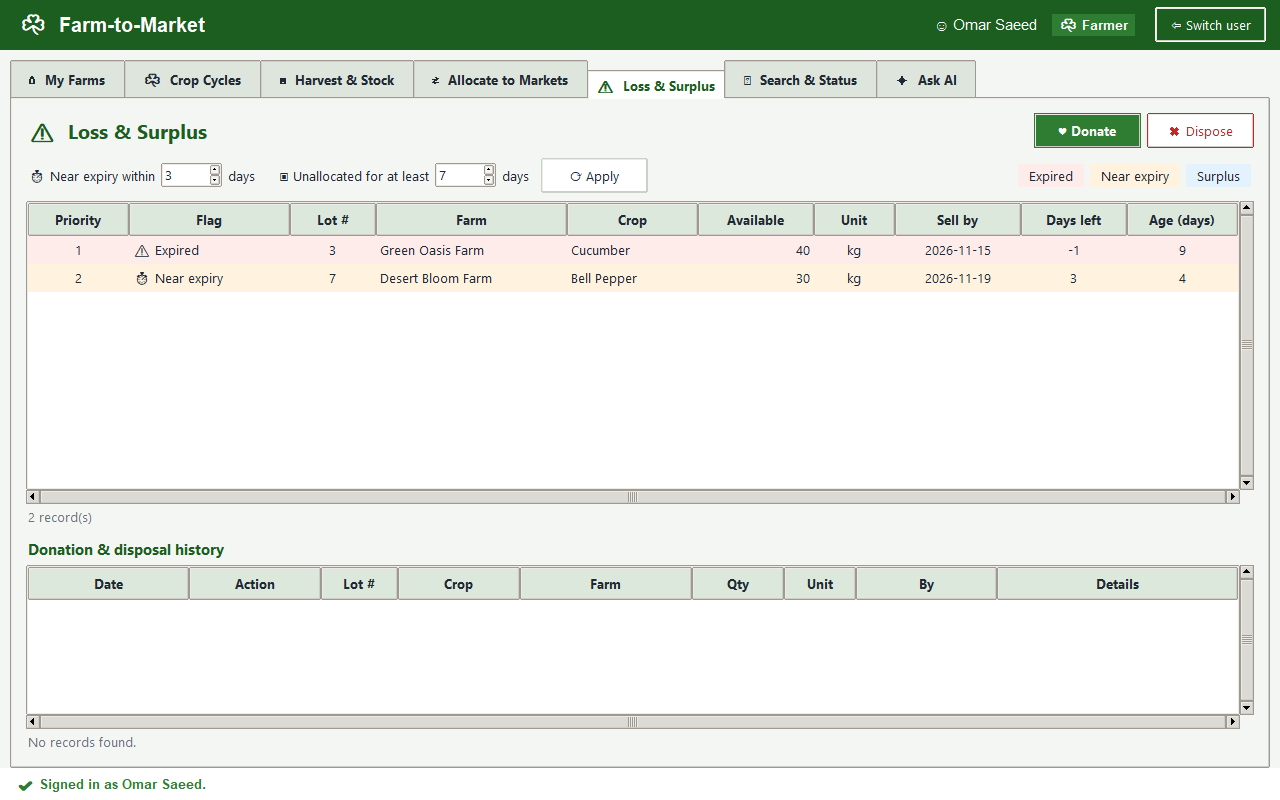 Farm-to-Market
Omar Saeed
Farmer
Switch user
My Farms
Crop Cycles
Harvest & Stock
Allocate to Markets
Loss & Surplus
Search & Status
Ask AI
Loss & Surplus
Donate
Dispose
Near expiry within 3 days
Unallocated for at least 7 days
Apply
Expired
Near expiry
Surplus
Priority Flag Lot # Farm Crop Available Unit Sell by Days left Age (days)
1 Expired 3 Green Oasis Farm Cucumber 40 kg 2026-11-15 -1 9
2 Near expiry 7 Desert Bloom Farm Bell Pepper 30 kg 2026-11-19 3 4
2 record(s)
Donation & disposal history
Date Action Lot # Crop Farm Qty Unit By Details
No records found.
Signed in as Omar Saeed.